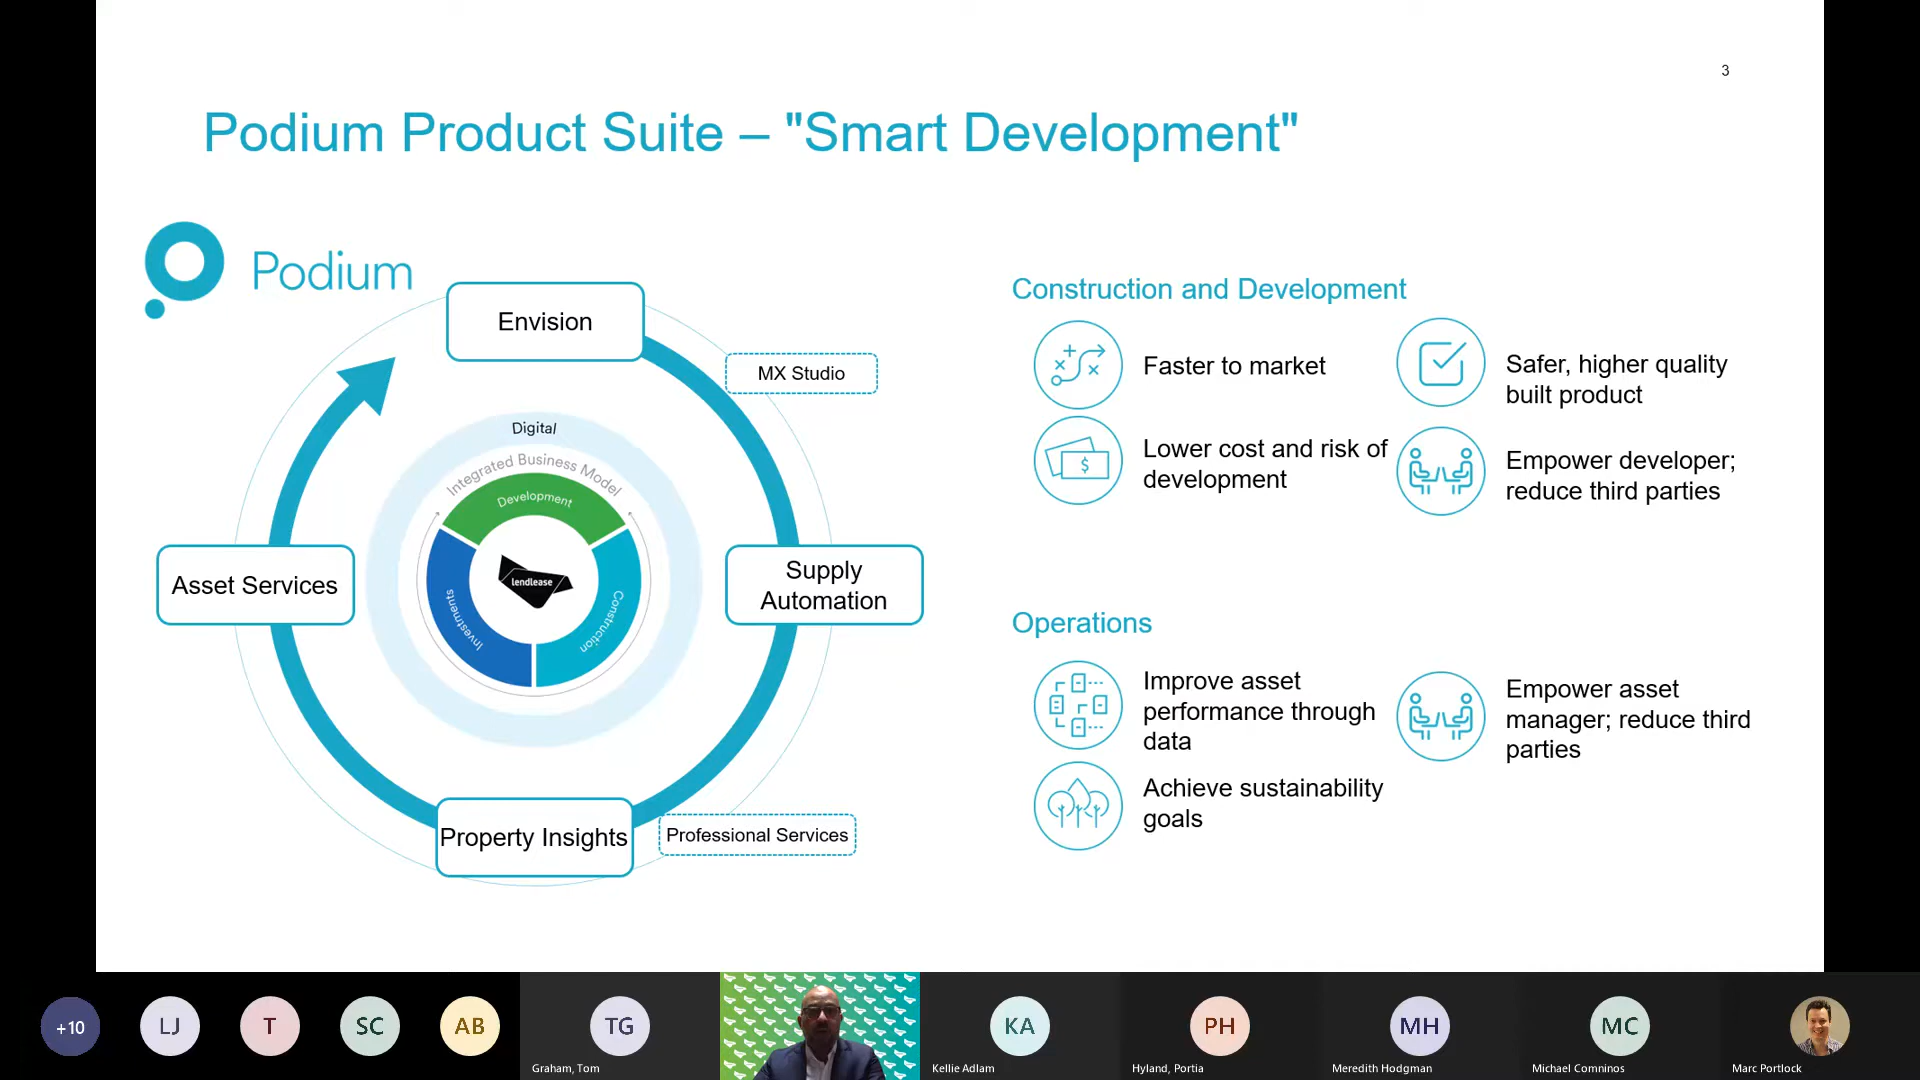 3
Podium Product Suite – "Smart Development"
Podium
Envision
MX Studio
Digital
Integrated Business Model
Development
Investments
Construction
lendlease
Asset Services
Supply
Automation
Property Insights
Professional Services
Construction and Development
Faster to market
Safer, higher quality
built product
Lower cost and risk of
development
$
Empower developer;
reduce third parties
Operations
Improve asset
performance through
data
Empower asset
manager; reduce third
parties
Achieve sustainability
goals
+10
LJ
T
SC
AB
TG
Graham, Tom
KA
Kellie Adlam
PH
Hyland, Portia
MH
Meredith Hodgman
MC
Michael Comninos
Marc Portlock